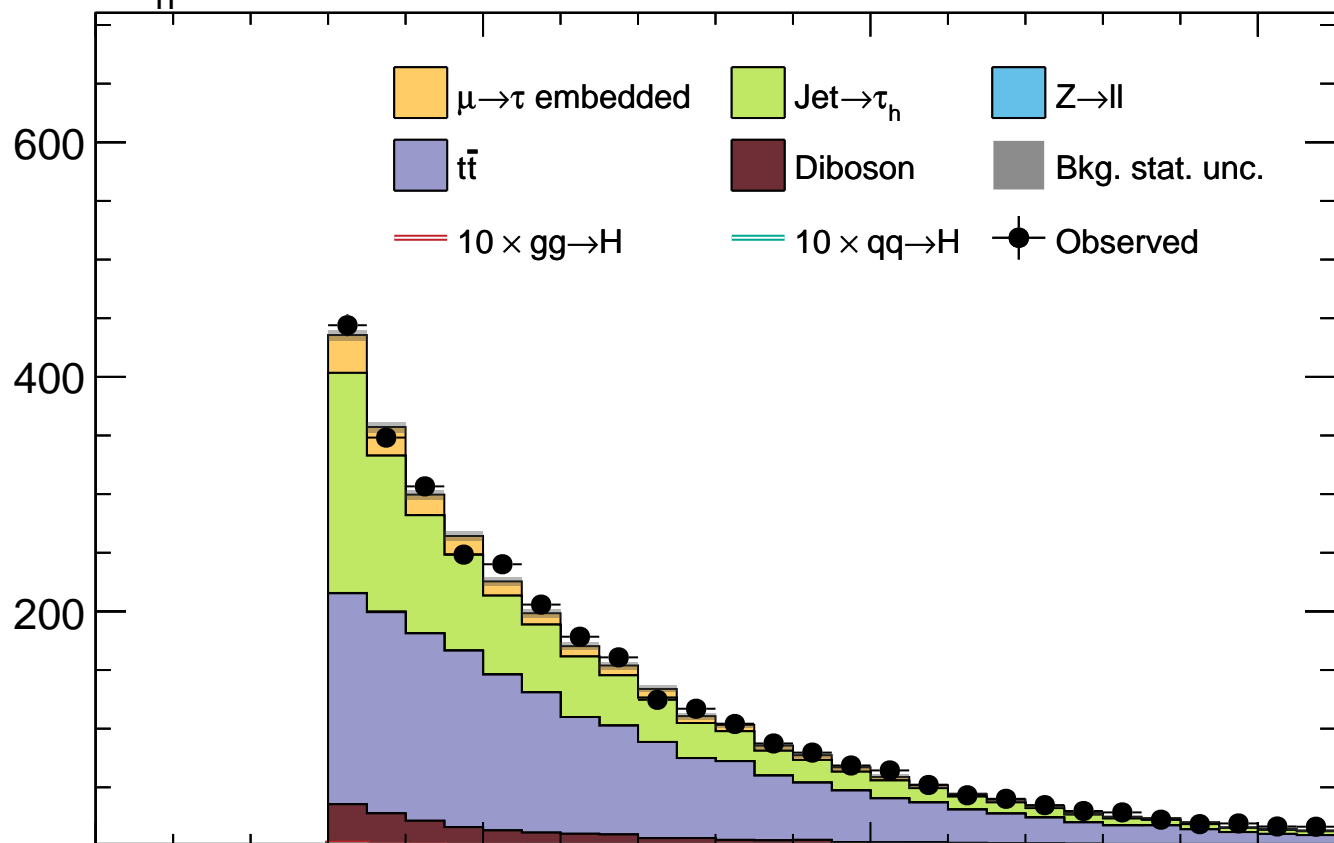 μ→τ embedded Jet→τh Z→ll
tt̄ Diboson Bkg. stat. unc.
10 × gg→H 10 × qq→H Observed
600
400
200